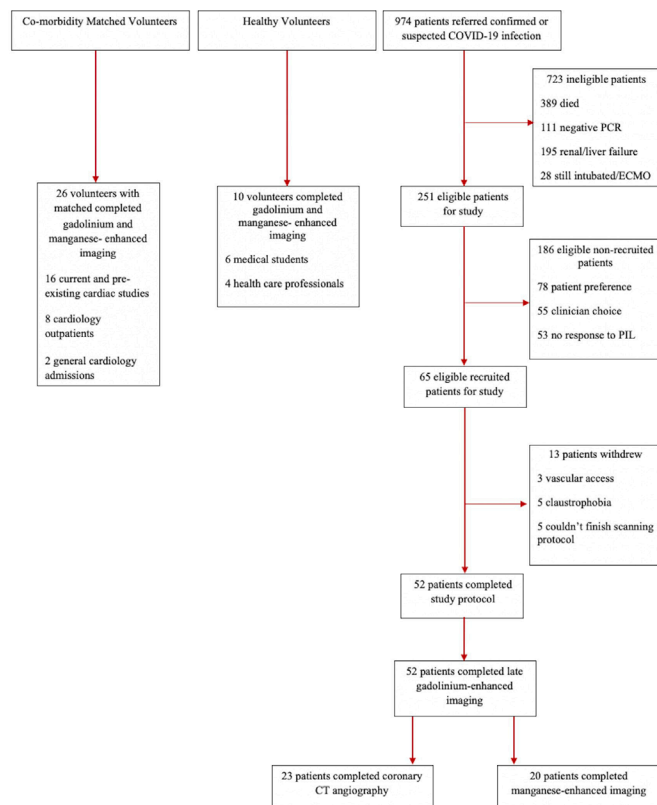 Co-morbidity Matched Volunteers
Healthy Volunteers
974 patients referred confirmed or
suspected COVID-19 infection
723 ineligible patients
389 died
111 negative PCR
195 renal/liver failure
28 still intubated/ECMO
26 volunteers with
matched completed
gadolinium and
manganese- enhanced
imaging
16 current and pre-
existing cardiac studies
8 cardiology
outpatients
2 general cardiology
admissions
10 volunteers completed
gadolinium and
manganese- enhanced
imaging
6 medical students
4 health care professionals
251 eligible patients
for study
186 eligible non-recruited
patients
78 patient preference
55 clinician choice
53 no response to PIL
65 eligible recruited
patients for study
13 patients withdrew
3 vascular access
5 claustrophobia
5 couldn't finish scanning
protocol
52 patients completed
study protocol
52 patients completed late
gadolinium-enhanced
imaging
23 patients completed coronary
CT angiography
20 patients completed
manganese-enhanced imaging